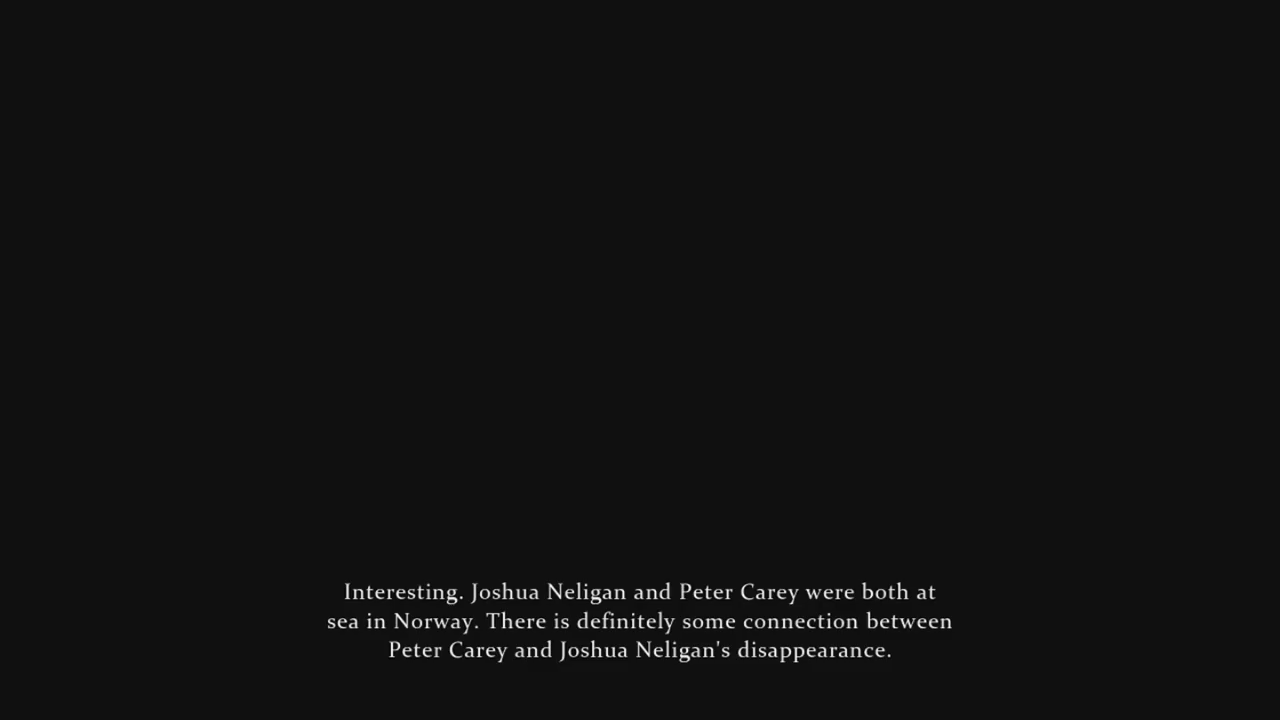 Interesting. Joshua Neligan and Peter Carey were both at
sea in Norway. There is definitely some connection between
Peter Carey and Joshua Neligan's disappearance.